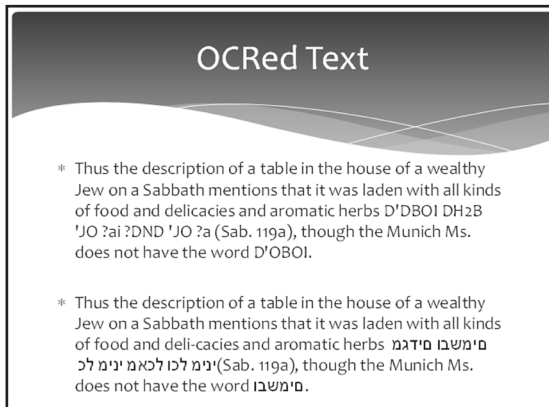 OCRed Text
* Thus the description of a table in the house of a wealthy
Jew on a Sabbath mentions that it was laden with all kinds
of food and delicacies and aromatic herbs D'DBOI DH2B
'JO ?ai ?DND 'JO ?a (Sab. 119a), though the Munich Ms.
does not have the word D'OBOI.
* Thus the description of a table in the house of a wealthy
Jew on a Sabbath mentions that it was laden with all kinds
of food and deli-cacies and aromatic herbs םימשבו םידגמ
ינימ לכו לכאמ ינימ לכ(Sab. 119a), though the Munich Ms.
does not have the word םימשבו.